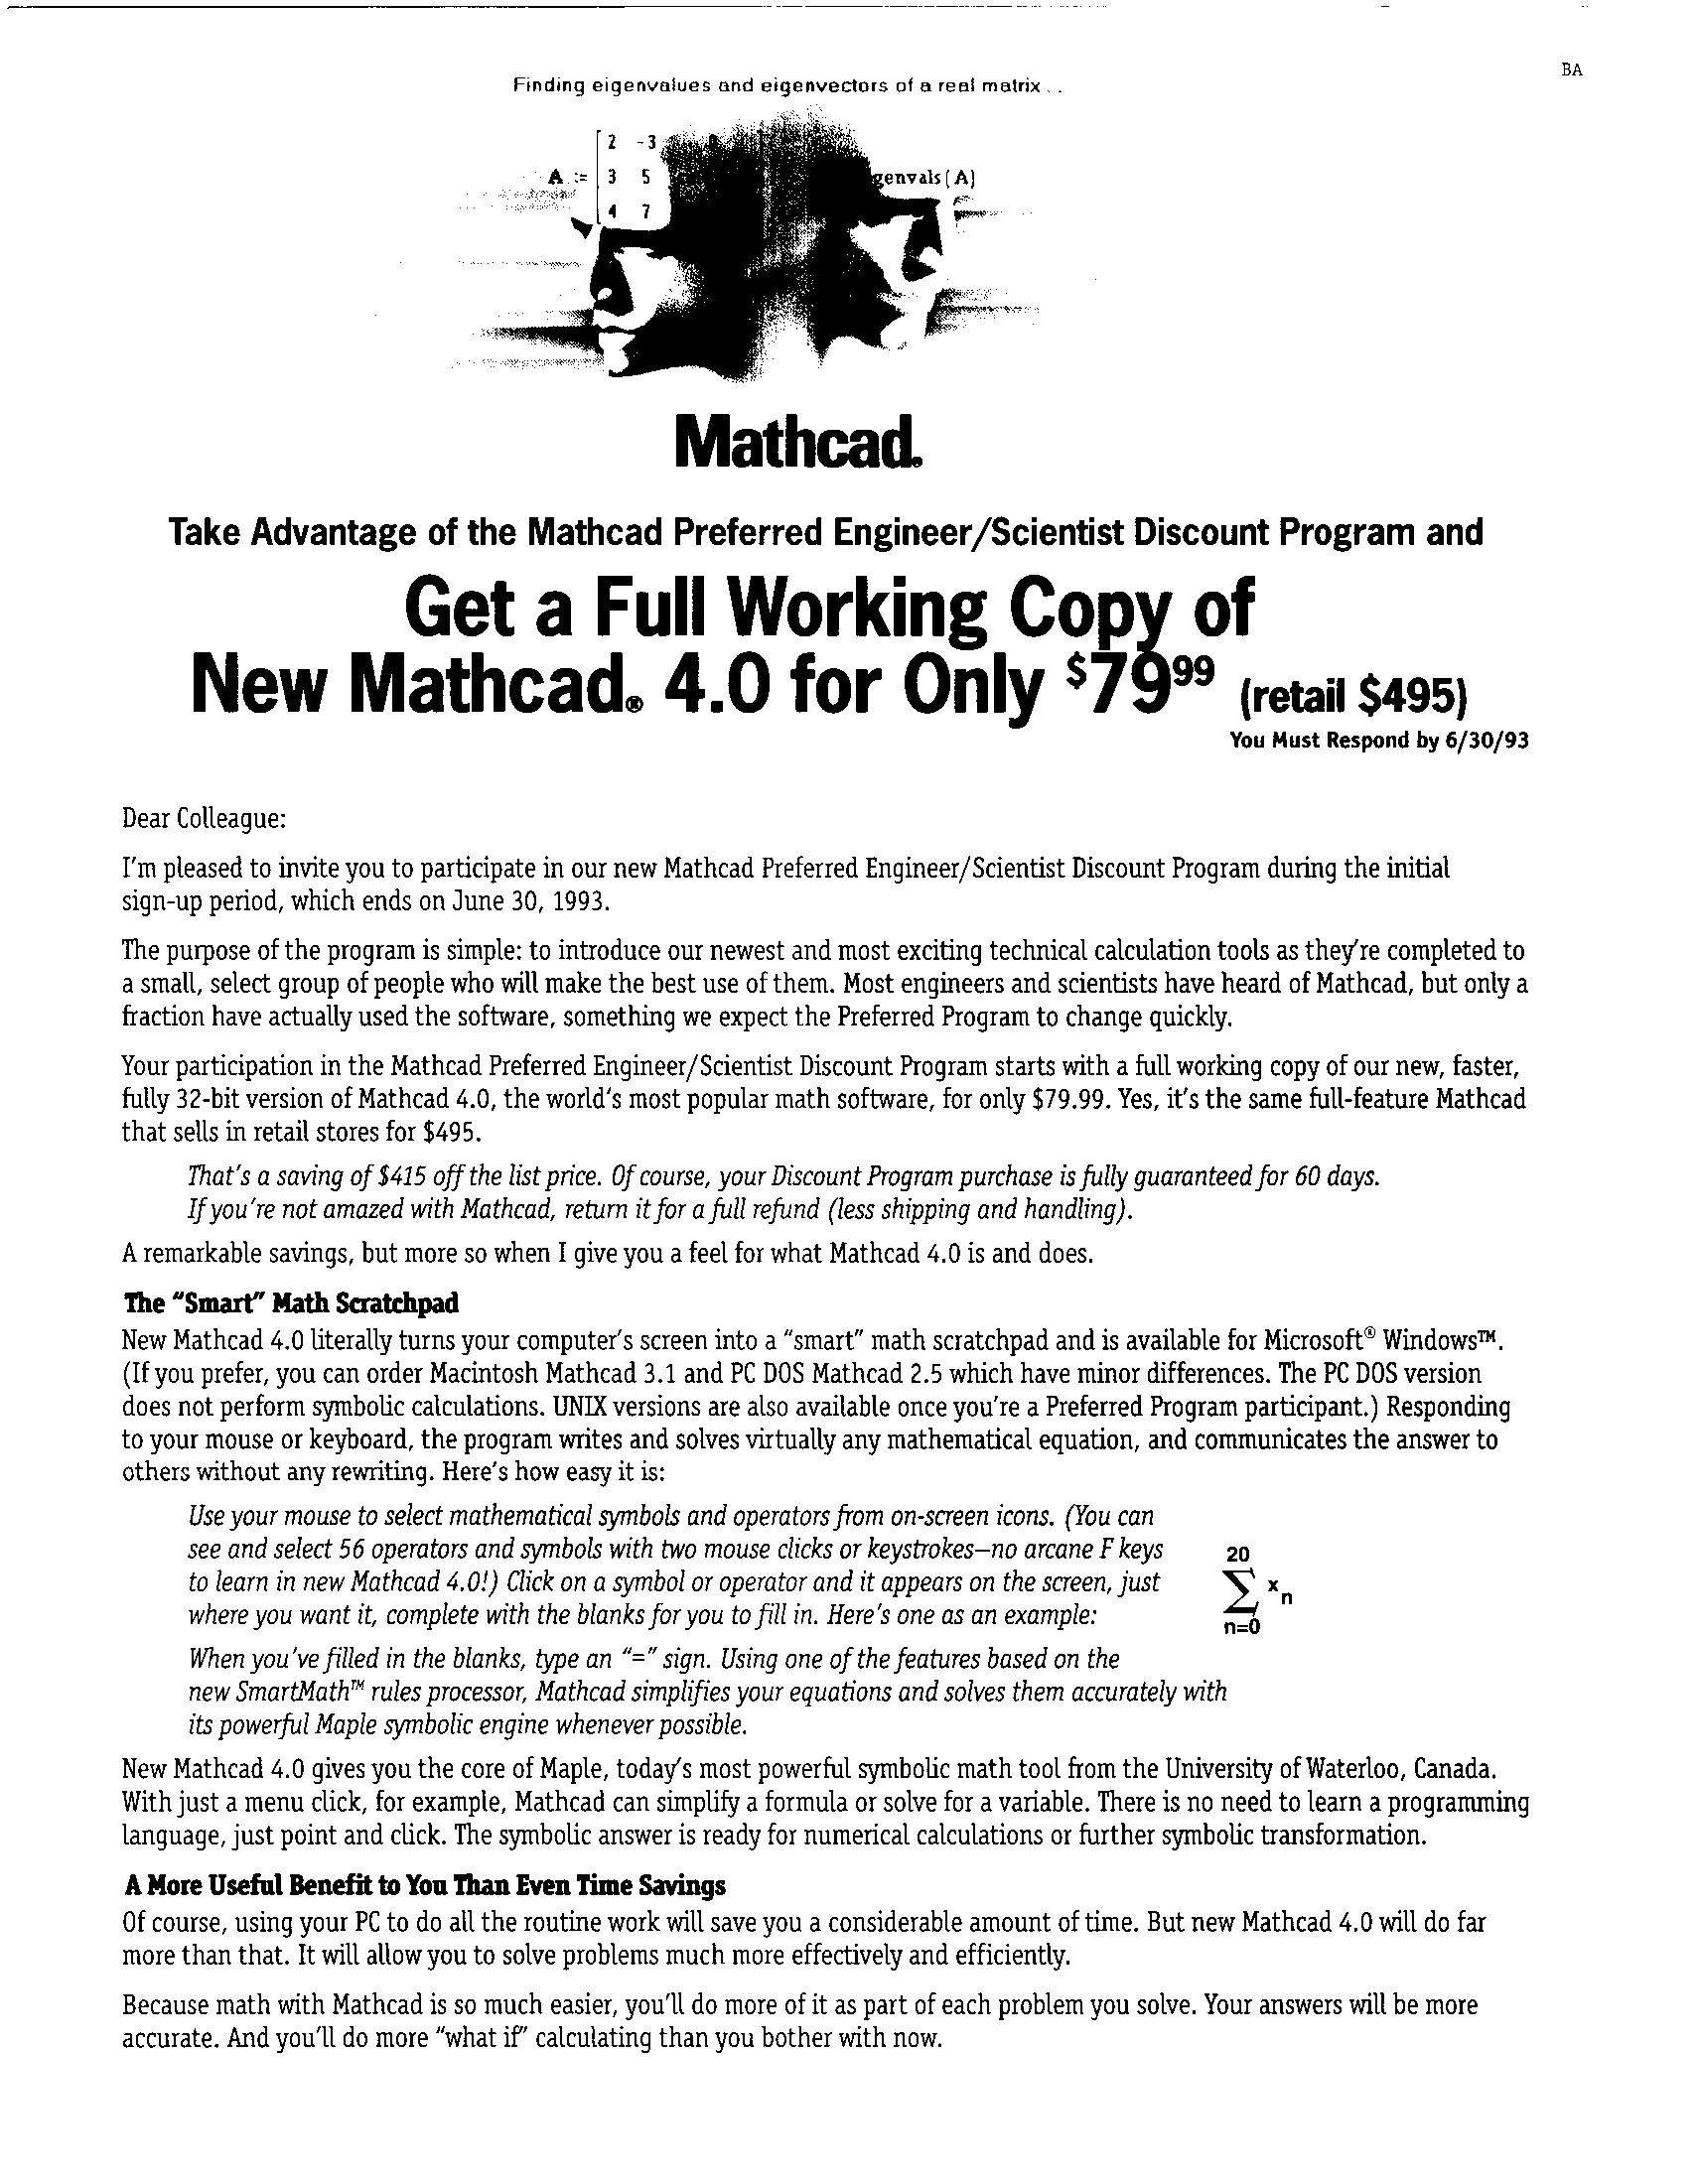 BA
Finding eigenvalues and eigenvectors of a real matrix . .
2 -3
A := 3 5 genvals(A)
4 7
Mathcad®
Take Advantage of the Mathcad Preferred Engineer/Scientist Discount Program and
Get a Full Working Copy of
New Mathcad® 4.0 for Only $79⁹⁹ (retail $495)
You Must Respond by 6/30/93
Dear Colleague:
I'm pleased to invite you to participate in our new Mathcad Preferred Engineer/Scientist Discount Program during the initial
sign-up period, which ends on June 30, 1993.
The purpose of the program is simple: to introduce our newest and most exciting technical calculation tools as they're completed to
a small, select group of people who will make the best use of them. Most engineers and scientists have heard of Mathcad, but only a
fraction have actually used the software, something we expect the Preferred Program to change quickly.
Your participation in the Mathcad Preferred Engineer/Scientist Discount Program starts with a full working copy of our new, faster,
fully 32-bit version of Mathcad 4.0, the world's most popular math software, for only $79.99. Yes, it's the same full-feature Mathcad
that sells in retail stores for $495.
That's a saving of $415 off the list price. Of course, your Discount Program purchase is fully guaranteed for 60 days.
If you're not amazed with Mathcad, return it for a full refund (less shipping and handling).
A remarkable savings, but more so when I give you a feel for what Mathcad 4.0 is and does.
The "Smart" Math Scratchpad
New Mathcad 4.0 literally turns your computer's screen into a "smart" math scratchpad and is available for Microsoft® Windows™.
(If you prefer, you can order Macintosh Mathcad 3.1 and PC DOS Mathcad 2.5 which have minor differences. The PC DOS version
does not perform symbolic calculations. UNIX versions are also available once you're a Preferred Program participant.) Responding
to your mouse or keyboard, the program writes and solves virtually any mathematical equation, and communicates the answer to
others without any rewriting. Here's how easy it is:
Use your mouse to select mathematical symbols and operators from on-screen icons. (You can
see and select 56 operators and symbols with two mouse clicks or keystrokes–no arcane F keys
to learn in new Mathcad 4.0!) Click on a symbol or operator and it appears on the screen, just
where you want it, complete with the blanks for you to fill in. Here's one as an example:
20
∑ xn
n=0
When you've filled in the blanks, type an "=" sign. Using one of the features based on the
new SmartMath™ rules processor, Mathcad simplifies your equations and solves them accurately with
its powerful Maple symbolic engine whenever possible.
New Mathcad 4.0 gives you the core of Maple, today's most powerful symbolic math tool from the University of Waterloo, Canada.
With just a menu click, for example, Mathcad can simplify a formula or solve for a variable. There is no need to learn a programming
language, just point and click. The symbolic answer is ready for numerical calculations or further symbolic transformation.
A More Useful Benefit to You Than Even Time Savings
Of course, using your PC to do all the routine work will save you a considerable amount of time. But new Mathcad 4.0 will do far
more than that. It will allow you to solve problems much more effectively and efficiently.
Because math with Mathcad is so much easier, you'll do more of it as part of each problem you solve. Your answers will be more
accurate. And you'll do more "what if" calculating than you bother with now.